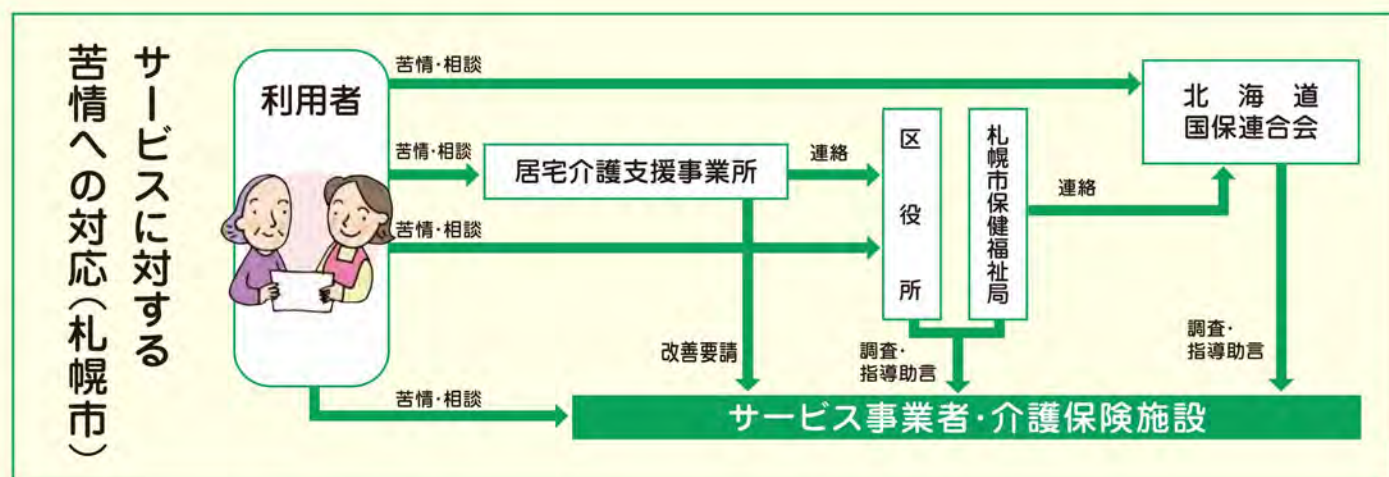 サービスに対する
苦情への対応（札幌市）
利用者
苦情・相談
北海道
国保連合会
苦情・相談
居宅介護支援事業所
連絡
区役所
札幌市保健福祉局
連絡
苦情・相談
改善要請
調査・
指導助言
調査・
指導助言
苦情・相談
サービス事業者・介護保険施設